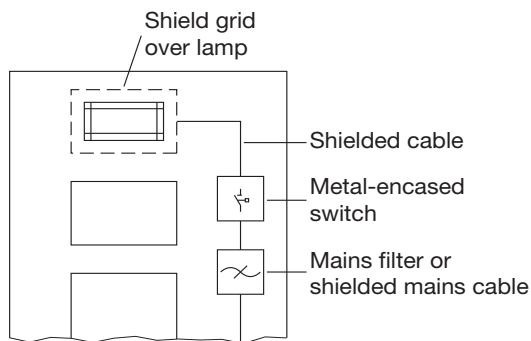 Shield grid
over lamp
Shielded cable
Metal-encased
switch
Mains filter or
shielded mains cable